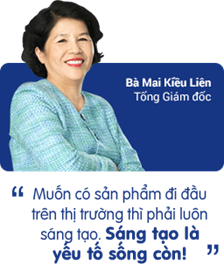 Bà Mai Kiều Liên
Tổng Giám đốc
“ Muốn có sản phẩm đi đầu
trên thị trường thì phải luôn
sáng tạo. Sáng tạo là
yếu tố sống còn! ”